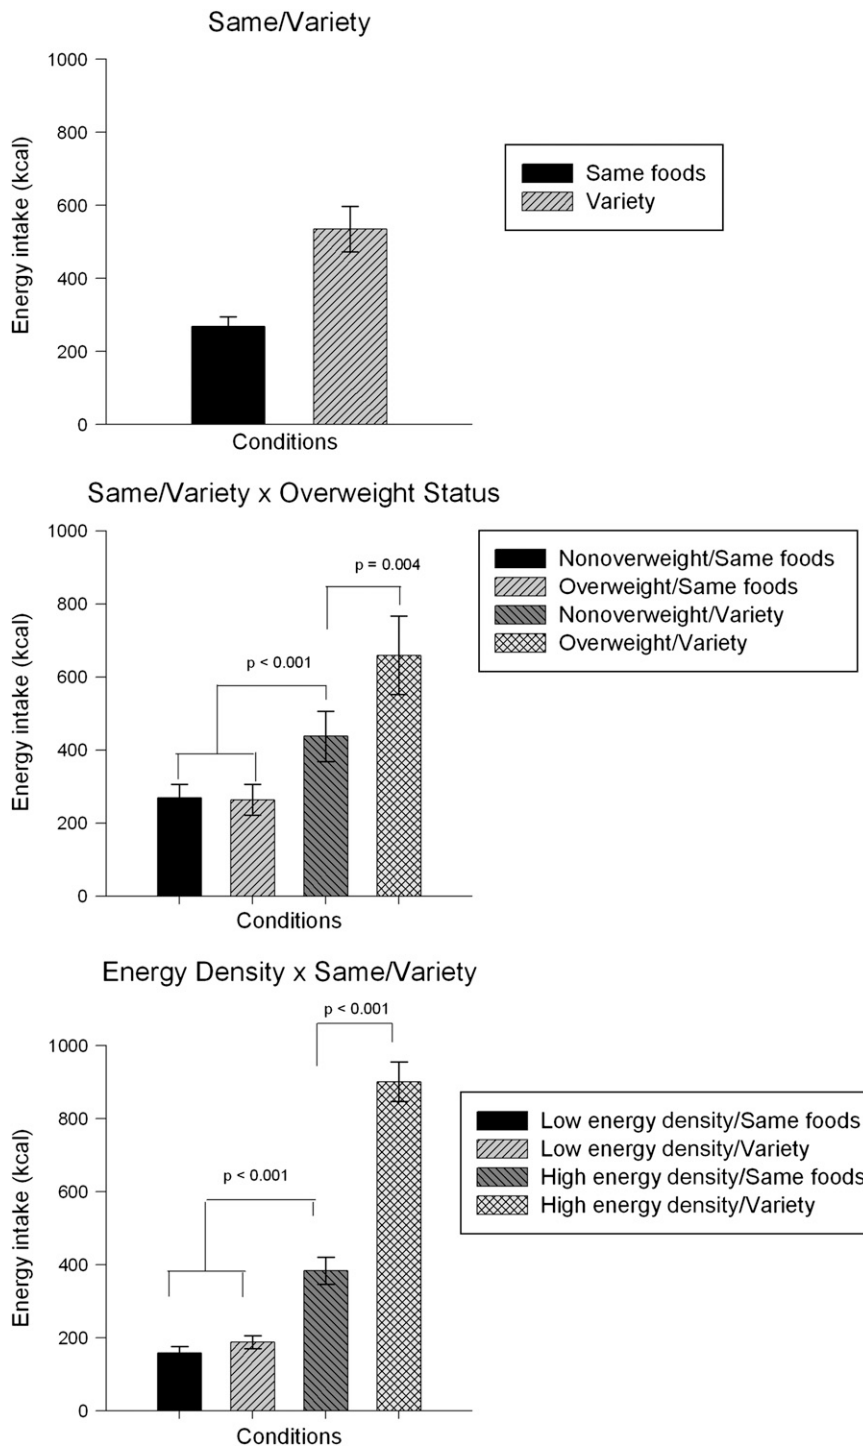 Same/Variety
1000
800
600
400
200
0
Energy intake (kcal)
Conditions
Same foods
Variety
Same/Variety x Overweight Status
1000
800
600
400
200
0
Energy intake (kcal)
p < 0.001
p = 0.004
Conditions
Nonoverweight/Same foods
Overweight/Same foods
Nonoverweight/Variety
Overweight/Variety
Energy Density x Same/Variety
1000
800
600
400
200
0
Energy intake (kcal)
p < 0.001
p < 0.001
Conditions
Low energy density/Same foods
Low energy density/Variety
High energy density/Same foods
High energy density/Variety